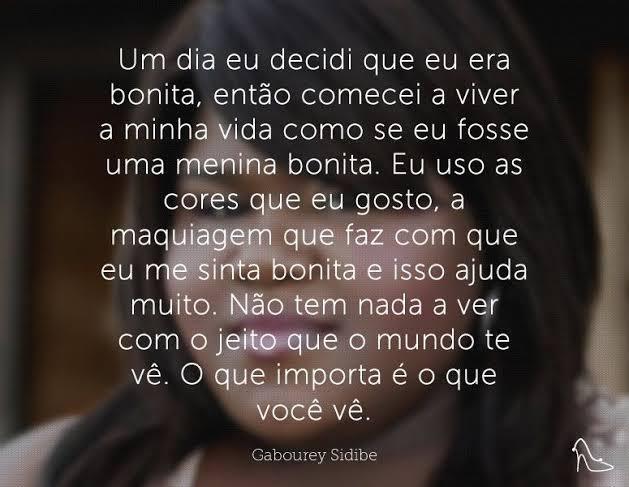 Um dia eu decidi que eu era
bonita, então comecei a viver
a minha vida como se eu fosse
uma menina bonita. Eu uso as
cores que eu gosto, a
maquiagem que faz com que
eu me sinta bonita e isso ajuda
muito. Não tem nada a ver
com o jeito que o mundo te
vê. O que importa é o que
você vê.
Gabourey Sidibe